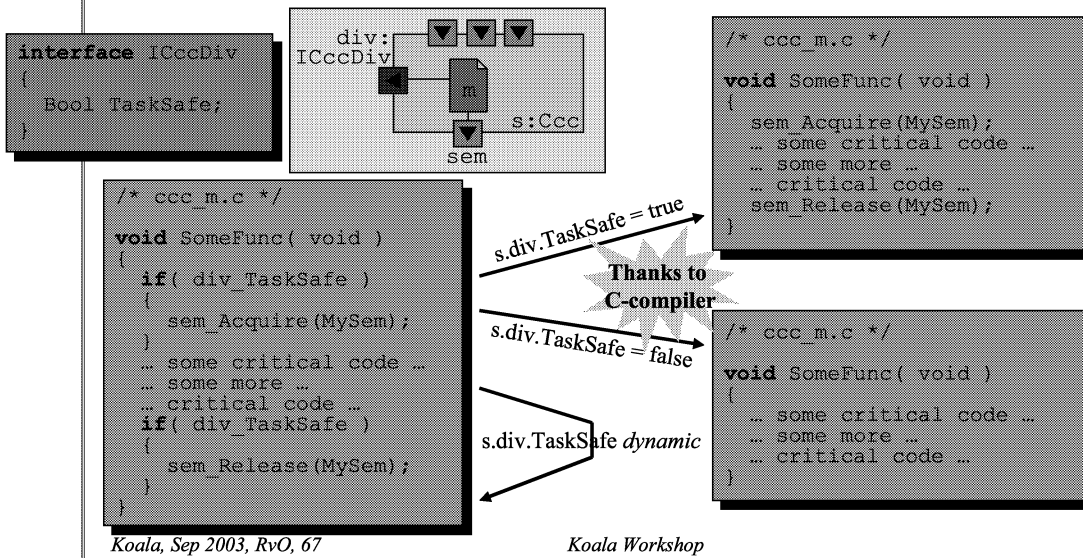 interface ICccDiv
{
Bool TaskSafe;
}
div:
ICccDiv
m
s:Ccc
sem
/* ccc_m.c */
void SomeFunc( void )
{
if( div_TaskSafe )
{
sem_Acquire(MySem);
}
… some critical code …
… some more …
… critical code …
if( div_TaskSafe )
{
sem_Release(MySem);
}
}
s.div.TaskSafe = true
Thanks to
C-compiler
s.div.TaskSafe = false
s.div.TaskSafe dynamic
/* ccc_m.c */
void SomeFunc( void )
{
sem_Acquire(MySem);
… some critical code …
… some more …
… critical code …
sem_Release(MySem);
}
/* ccc_m.c */
void SomeFunc( void )
{
… some critical code …
… some more …
… critical code …
}
Koala, Sep 2003, RvO, 67
Koala Workshop